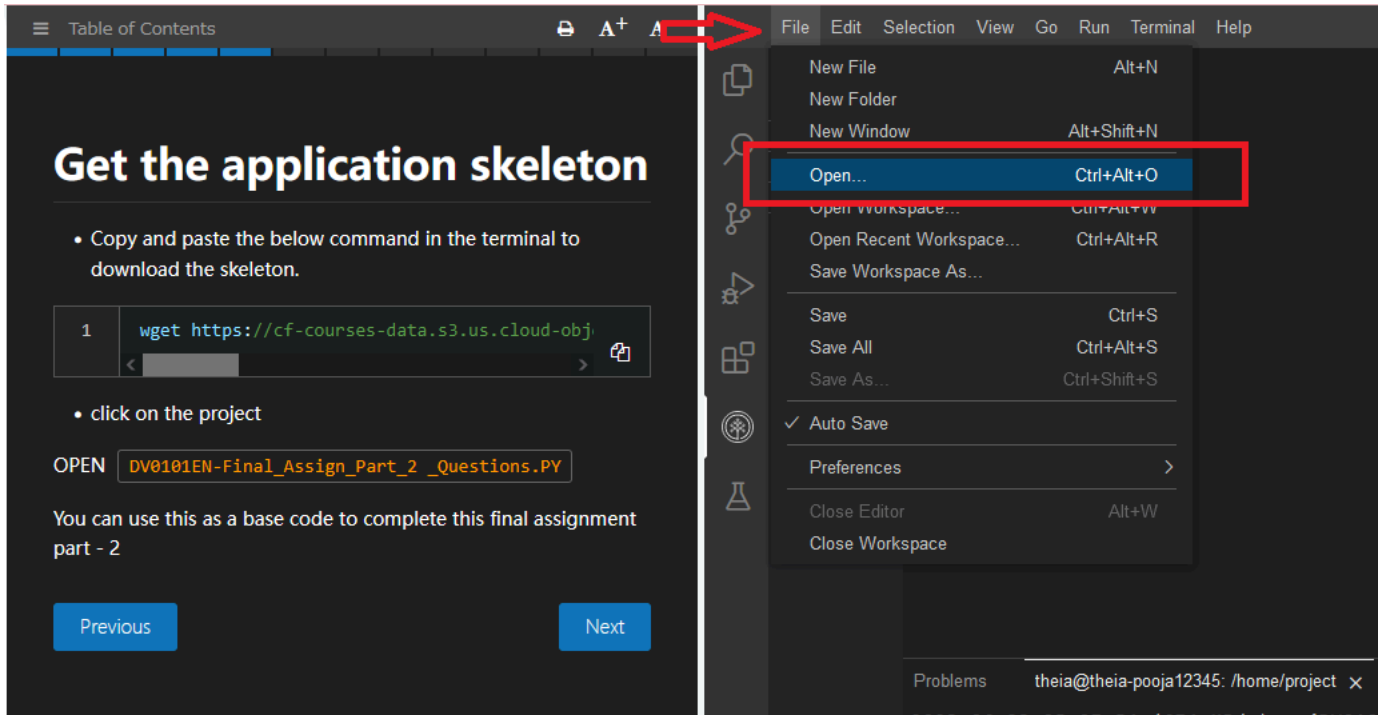 Table of Contents
A+
A
Get the application skeleton
• Copy and paste the below command in the terminal to
download the skeleton.
1 wget https://cf-courses-data.s3.us.cloud-obj
• click on the project
OPEN DV0101EN-Final_Assign_Part_2 _Questions.PY
You can use this as a base code to complete this final assignment
part - 2
Previous
Next
File Edit Selection View Go Run Terminal Help
New File Alt+N
New Folder
New Window Alt+Shift+N
Open... Ctrl+Alt+O
Open Workspace... Ctrl+Alt+W
Open Recent Workspace... Ctrl+Alt+R
Save Workspace As...
Save Ctrl+S
Save All Ctrl+Alt+S
Save As... Ctrl+Shift+S
✓ Auto Save
Preferences >
Close Editor Alt+W
Close Workspace
Problems theia@theia-pooja12345: /home/project ×